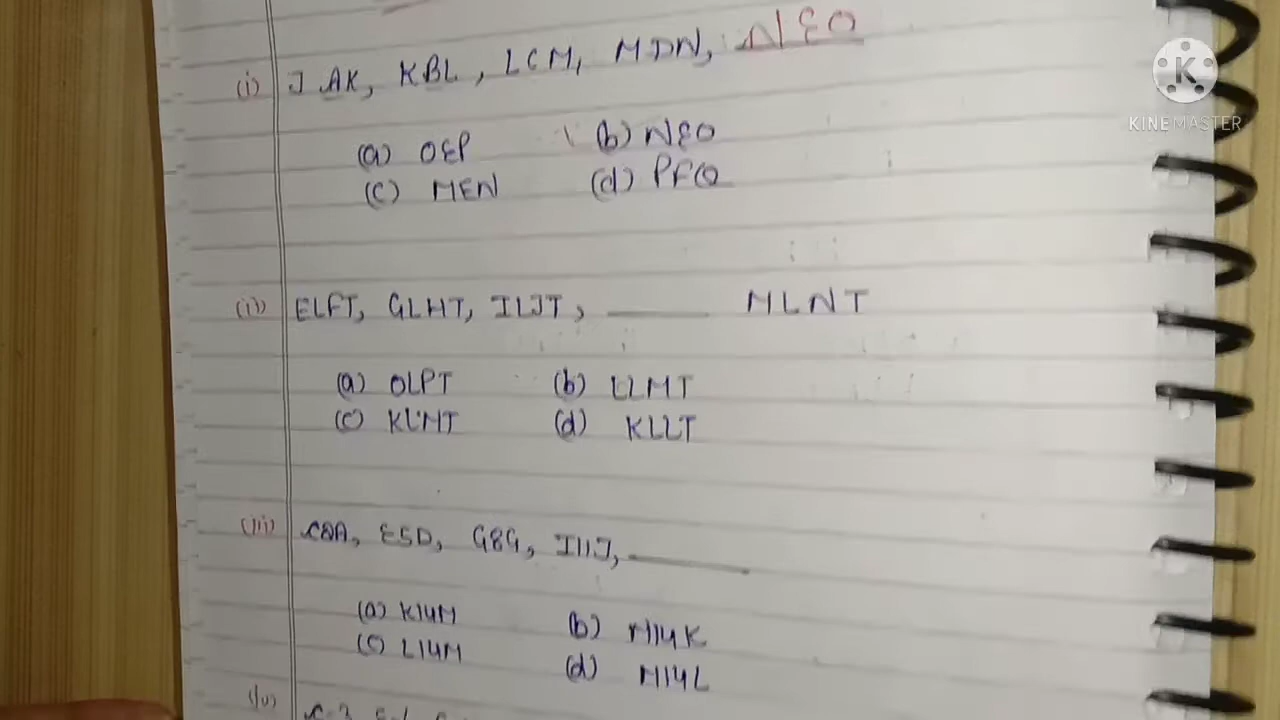 (i) JAK, KBL, LCM, MDN, NEO
(a) OEP (b) NEO
(c) MEN (d) PFQ
(ii) ELFT, GLHT, ILJT, ______ MLNT
(a) OLPT (b) LLMT
(c) KLMT (d) KLLT
(iii) C2A, E5D, G8G, I11J, ______
(a) K14M (b) M14K
(c) L14M (d) M14L
(iv)
KINEMASTER